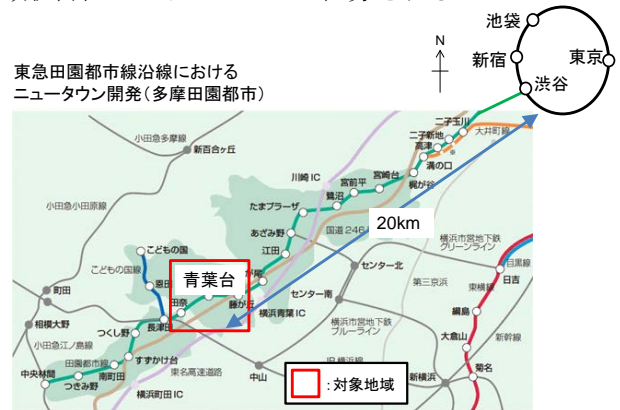 池袋
新宿
東京
渋谷
N
東急田園都市線沿線における
ニュータウン開発(多摩田園都市)
小田急多摩線
新百合ヶ丘
二子玉川
二子新地
高津
大井町線
※
溝の口
梶が谷
宮崎台
宮前平
鷺沼
川崎IC
たまプラーザ
小田急小田原線
あざみ野
国道246
20km
江田
横浜市営地下鉄
グリーンライン
目黒線
日吉
東横線
こどもの国
こどもの国線
恩田
青葉台
が尾
センター北
センター南
第三京浜
町田
田奈
藤が丘
横浜青葉IC
綱島
相模大野
つくし野
長津田
横浜市営地下鉄
ブルーライン
大倉山
新幹線
小田急江ノ島線
すずかけ台
田園都市線
東名高速道路
中央林間
つきみ野
南町田
中山
新横浜
菊名
横浜町田IC
:対象地域